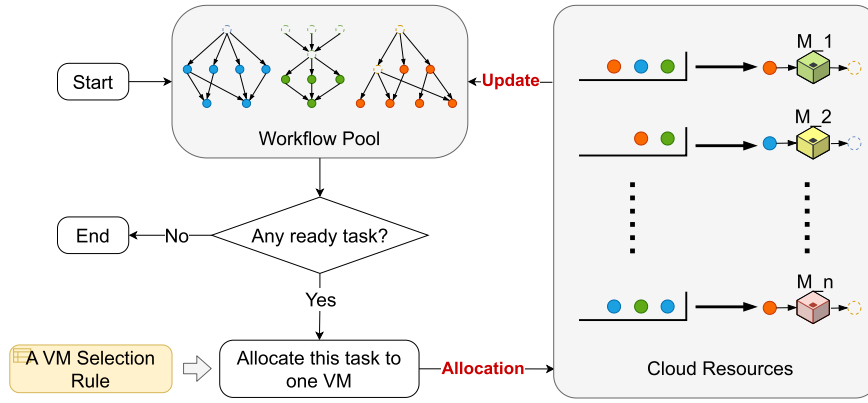 Start
Workflow Pool
Update
Any ready task?
No
End
Yes
A VM Selection
Rule
Allocate this task to
one VM
Allocation
M_1
M_2
M_n
Cloud Resources